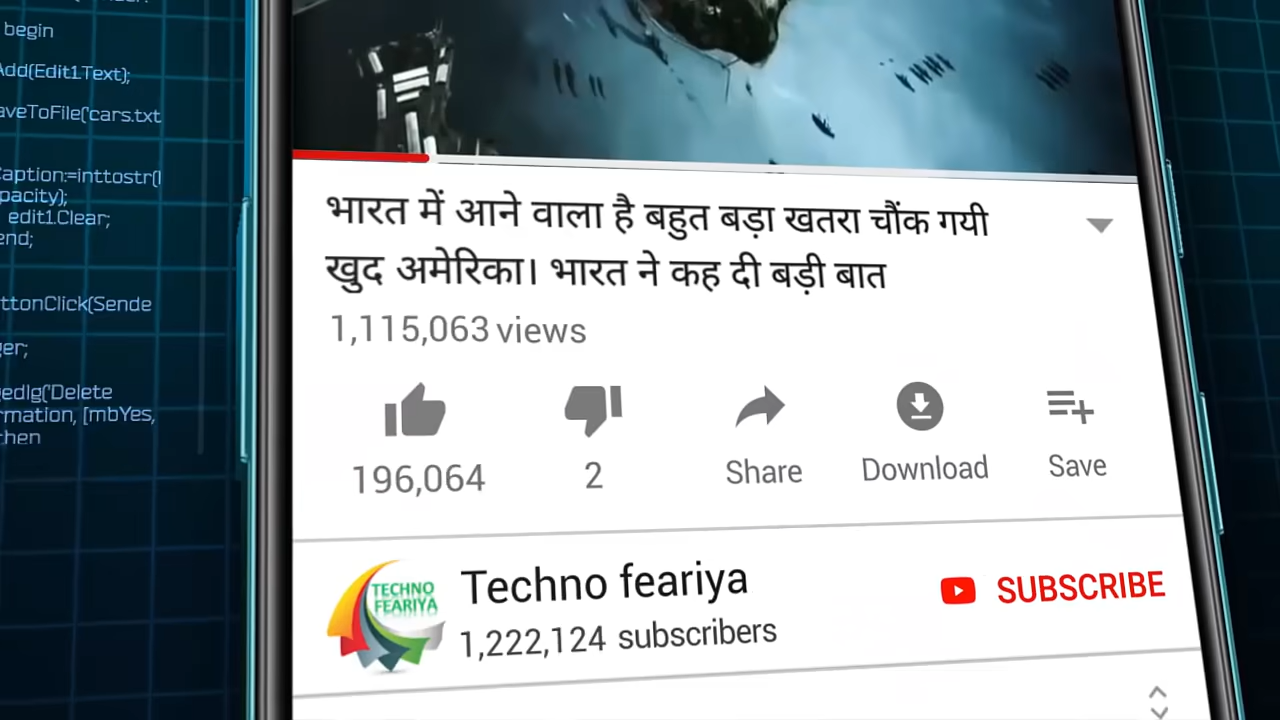 begin
Add(Edit1.Text);
aveToFile('cars.txt
Caption:=inttostr(
pacity);
edit1.Clear;
end;
ttonClick(Sende
ger;
gedlg('Delete
rmation, [mbYes,
then
भारत में आने वाला है बहुत बड़ा खतरा चौंक गयी
खुद अमेरिका। भारत ने कह दी बड़ी बात
1,115,063 views
196,064
2
Share
Download
Save
TECHNO
FEARIYA
Techno feariya
SUBSCRIBE
1,222,124 subscribers